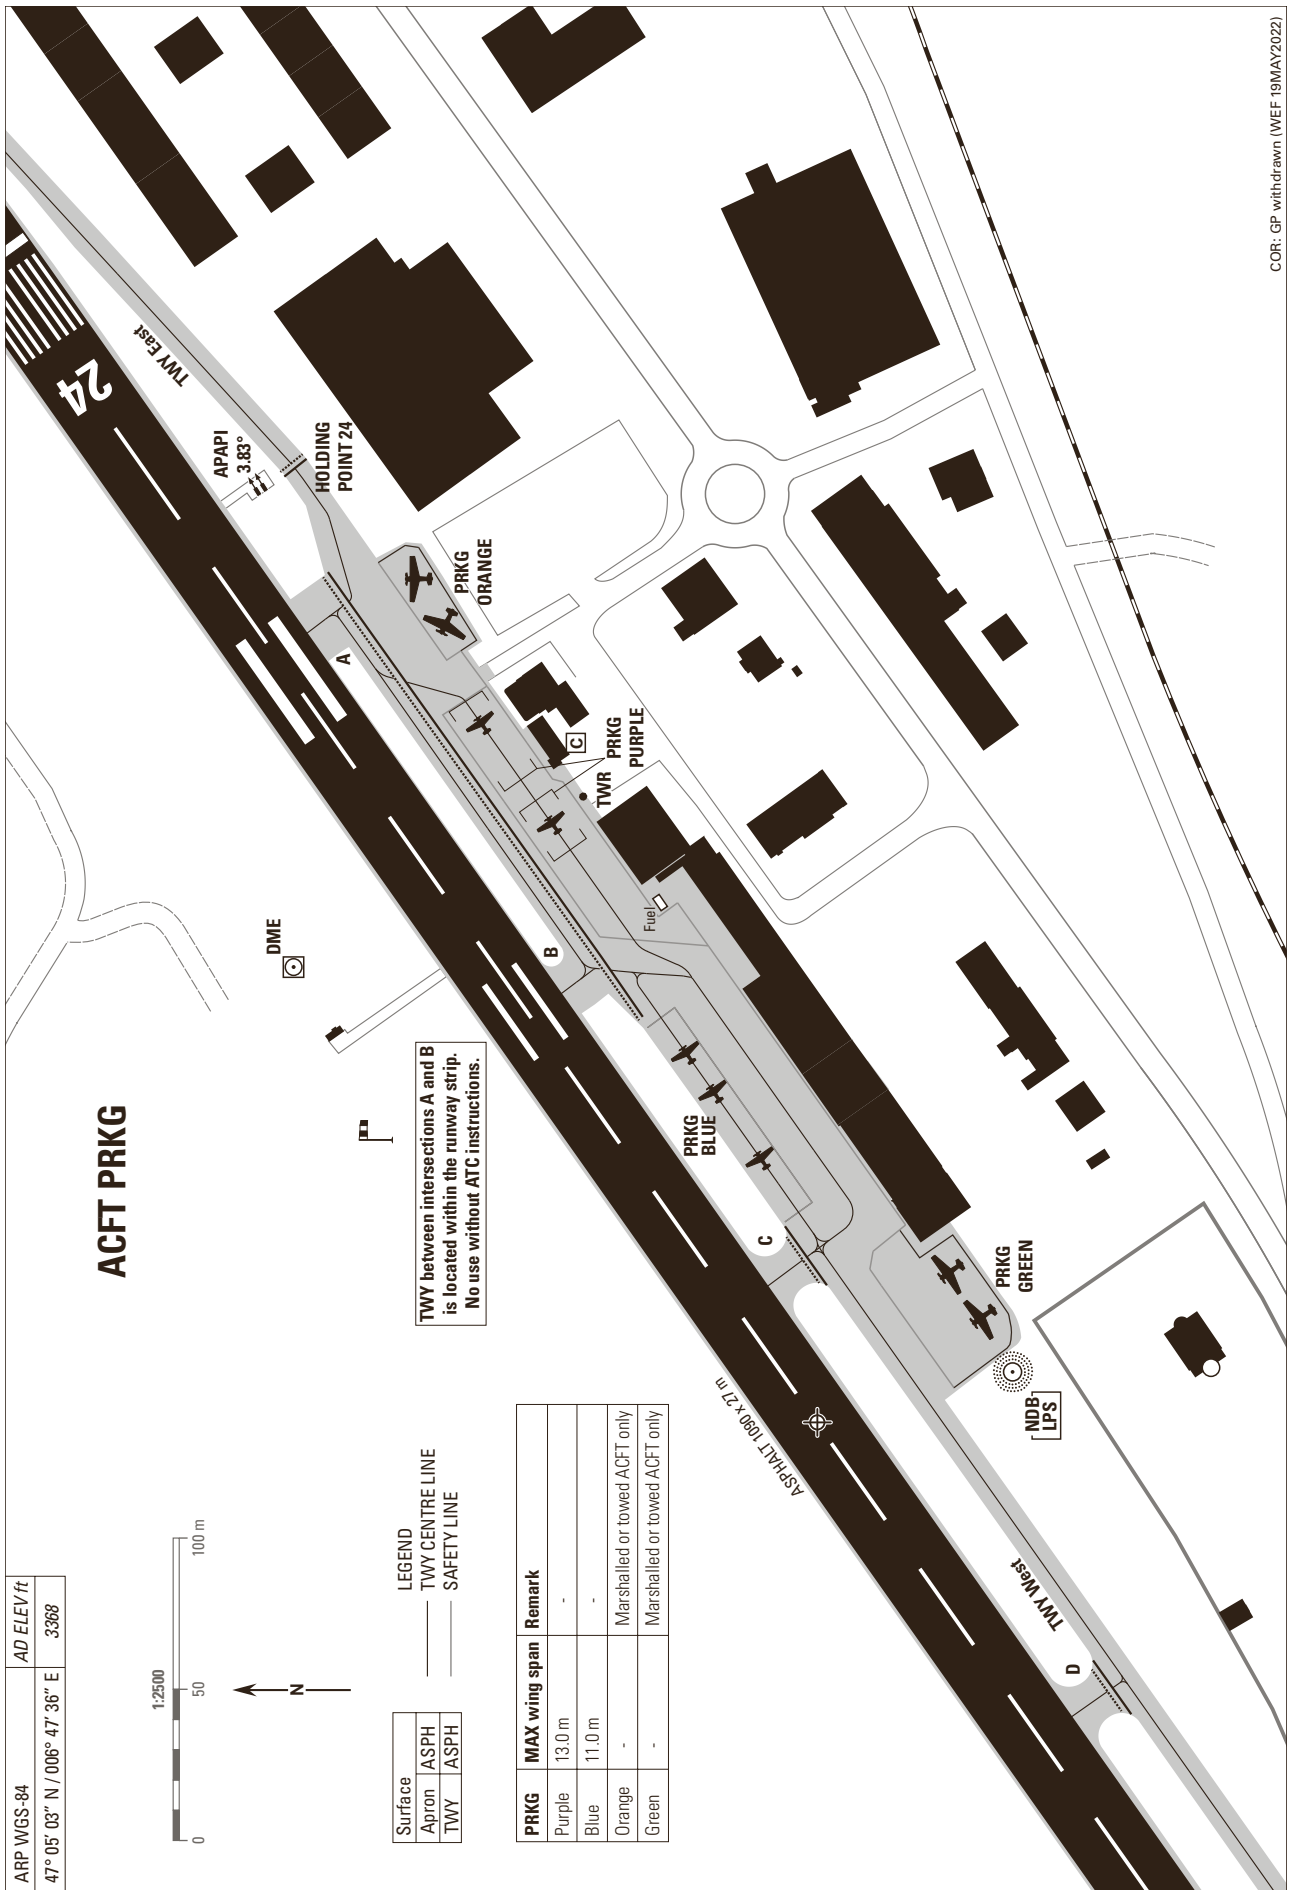 ARP WGS-84 AD ELEV ft
47° 05' 03" N / 006° 47' 36" E 3368
ACFT PRKG
1:2500
0 50 100 m
N
Surface
Apron ASPH
TWY ASPH
LEGEND
TWY CENTRE LINE
SAFETY LINE
TWY between intersections A and B
is located within the runway strip.
No use without ATC instructions.
PRKG MAX wing span Remark
Purple 13.0 m -
Blue 11.0 m -
Orange - Marshalled or towed ACFT only
Green - Marshalled or towed ACFT only
DME
24
TWY East
APAPI
3.83°
HOLDING
POINT 24
A
PRKG
ORANGE
C
PRKG
PURPLE
TWR
B
Fuel
PRKG
BLUE
C
PRKG
GREEN
ASPHALT 1090 x 27 m
NDB
LPS
TWY West
D
COR: GP withdrawn (WEF 19MAY2022)